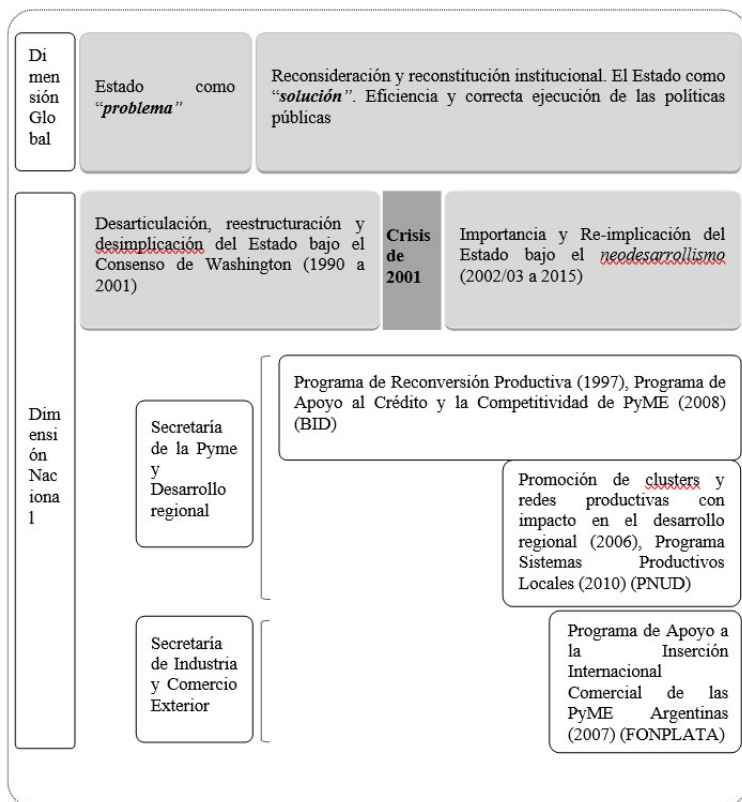 Di
men
sión
Glo
bal
Estado como
“problema”
Reconsideración y reconstitución institucional. El Estado como
“solución”. Eficiencia y correcta ejecución de las políticas
públicas
Dim
ensi
ón
Nac
iona
l
Desarticulación, reestructuración y
desimplicación del Estado bajo el
Consenso de Washington (1990 a
2001)
Crisis
de
2001
Importancia y Re-implicación del
Estado bajo el neodesarrollismo
(2002/03 a 2015)
Secretaría
de la Pyme
y
Desarrollo
regional
Programa de Reconversión Productiva (1997), Programa de
Apoyo al Crédito y la Competitividad de PyME (2008)
(BID)
Promoción de clusters y
redes productivas con
impacto en el desarrollo
regional (2006), Programa
Sistemas Productivos
Locales (2010) (PNUD)
Secretaría
de Industria
y Comercio
Exterior
Programa de Apoyo a
la Inserción
Internacional
Comercial de las
PyME Argentinas
(2007) (FONPLATA)